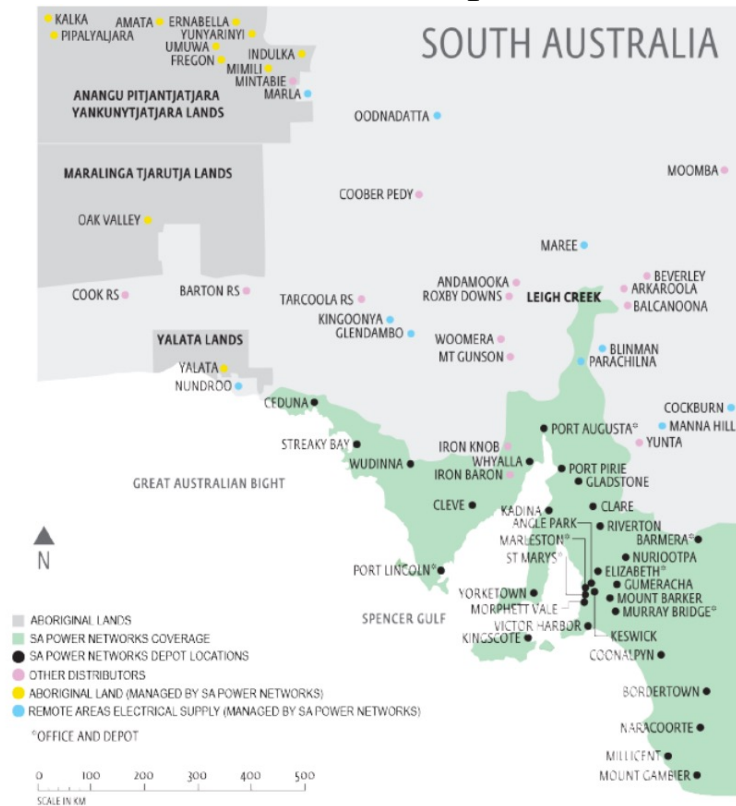 SOUTH AUSTRALIA
KALKA
PIPALYALJARA
AMATA
ERNABELLA
YUNYARINYI
UMUWA
FREGON
INDULKA
MIMILI
MINTABIE
MARLA
ANANGU PITJANTJATJARA
YANKUNYTJATJARA LANDS
OODNADATTA
MARALINGA TJARUTJA LANDS
MOOMBA
COOBER PEDY
OAK VALLEY
MAREE
COOK RS
BARTON RS
TARCOOLA RS
ANDAMOOKA
ROXBY DOWNS
LEIGH CREEK
BEVERLEY
ARKAROOLA
BALCANOONA
KINGOONYA
GLENDAMBO
YALATA LANDS
WOOMERA
MT GUNSON
BLINMAN
PARACHILNA
YALATA
NUNDROO
CEDUNA
COCKBURN
MANNA HILL
YUNTA
STREAKY BAY
PORT AUGUSTA°
IRON KNOB
WHYALLA
IRON BARON
WUDINNA
PORT PIRIE
GLADSTONE
GREAT AUSTRALIAN BIGHT
CLEVE
KADINA
CLARE
ANGLE PARK
RIVERTON
MARLESTON°
BARMERA°
ST MARYS°
NURIOOTPA
N
PORT LINCOLN°
ELIZABETH°
GUMERACHA
YORKETOWN
MOUNT BARKER
MORPHETT VALE
MURRAY BRIDGE°
SPENCER GULF
VICTOR HARBOR
KESWICK
KINGSCOTE
COONALPYN
BORDERTOWN
NARACOORTE
MILLICENT
MOUNT GAMBIER
ABORIGINAL LANDS
SA POWER NETWORKS COVERAGE
SA POWER NETWORKS DEPOT LOCATIONS
OTHER DISTRIBUTORS
ABORIGINAL LAND (MANAGED BY SA POWER NETWORKS)
REMOTE AREAS ELECTRICAL SUPPLY (MANAGED BY SA POWER NETWORKS)
°OFFICE AND DEPOT
0 100 200 300 400 500
SCALE IN KM